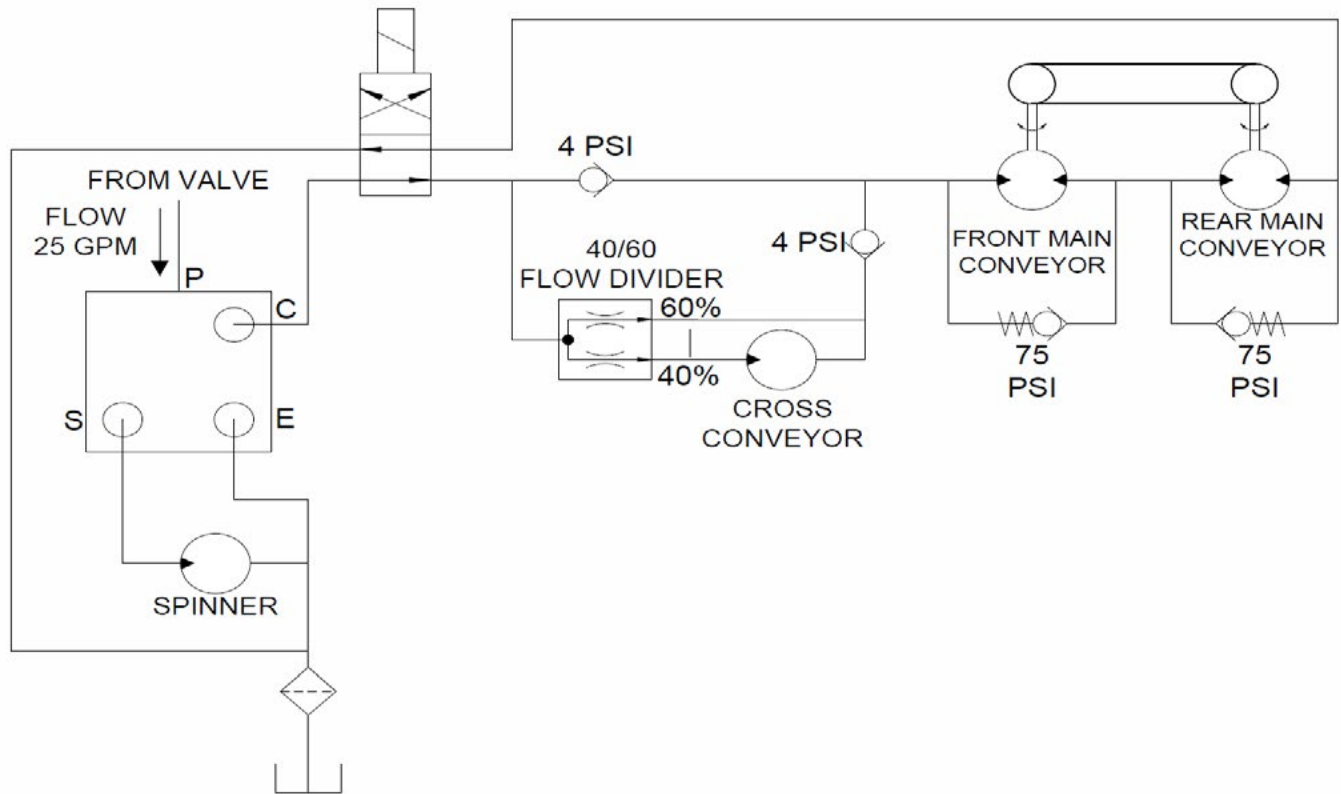 4 PSI
FROM VALVE
FLOW
25 GPM
P
C
S
E
SPINNER
40/60
FLOW DIVIDER
60%
40%
CROSS
CONVEYOR
4 PSI
FRONT MAIN
CONVEYOR
REAR MAIN
CONVEYOR
75
PSI
75
PSI